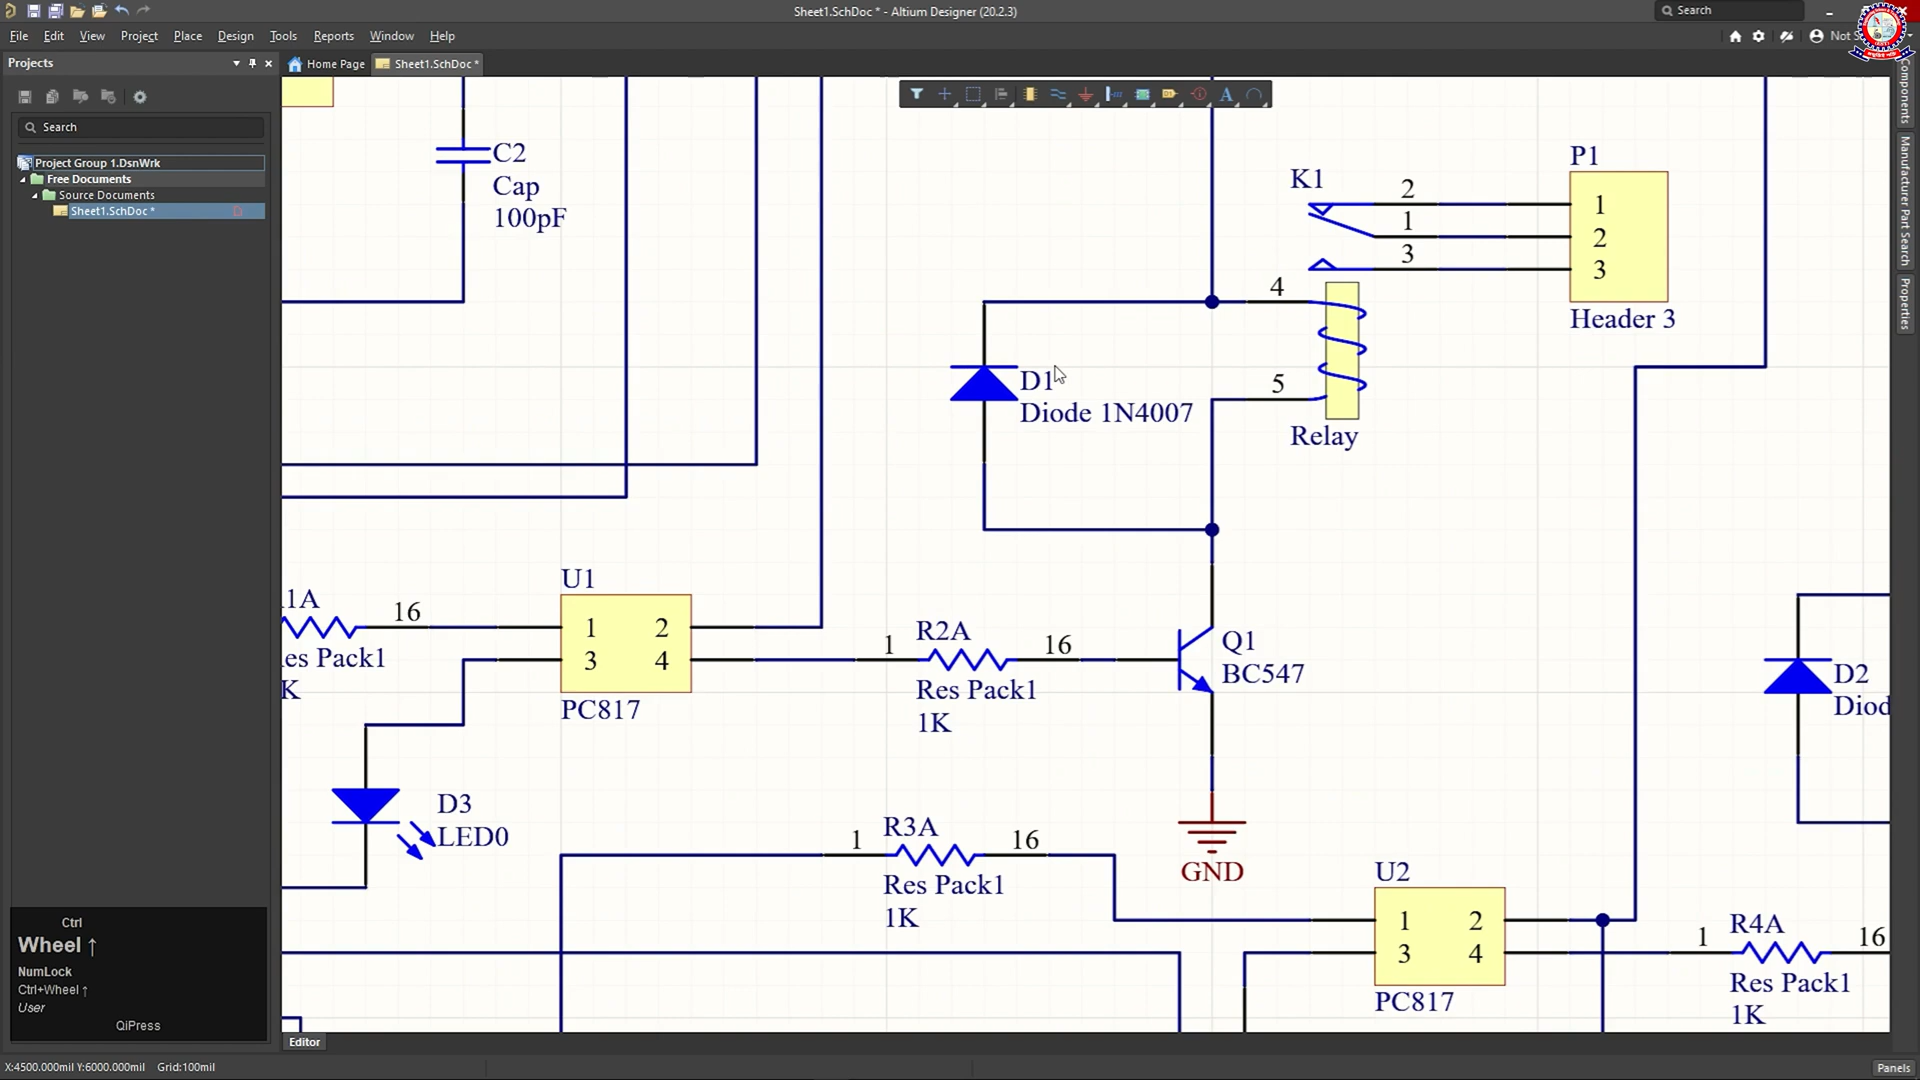 Sheet1.SchDoc * - Altium Designer (20.2.3)
Search
File Edit View Project Place Design Tools Reports Window Help
Projects
Home Page
Sheet1.SchDoc *
Search
Project Group 1.DsnWrk
Free Documents
Source Documents
Sheet1.SchDoc *
Components
Manufacturer Part Search
Properties
C2
Cap
100pF
K1
2
1
3
P1
1
2
3
Header 3
4
5
Relay
D1
Diode 1N4007
U1
1 2
3 4
PC817
1A
16
es Pack1
K
1
R2A
16
Res Pack1
1K
Q1
BC547
GND
D2
Diod
D3
LED0
1
R3A
16
Res Pack1
1K
U2
1 2
3 4
PC817
1
R4A
16
Res Pack1
1K
Ctrl
Wheel ↑
NumLock
Ctrl+Wheel ↑
User
QiPress
Editor
X:4500.000mil Y:6000.000mil Grid:100mil
Panels